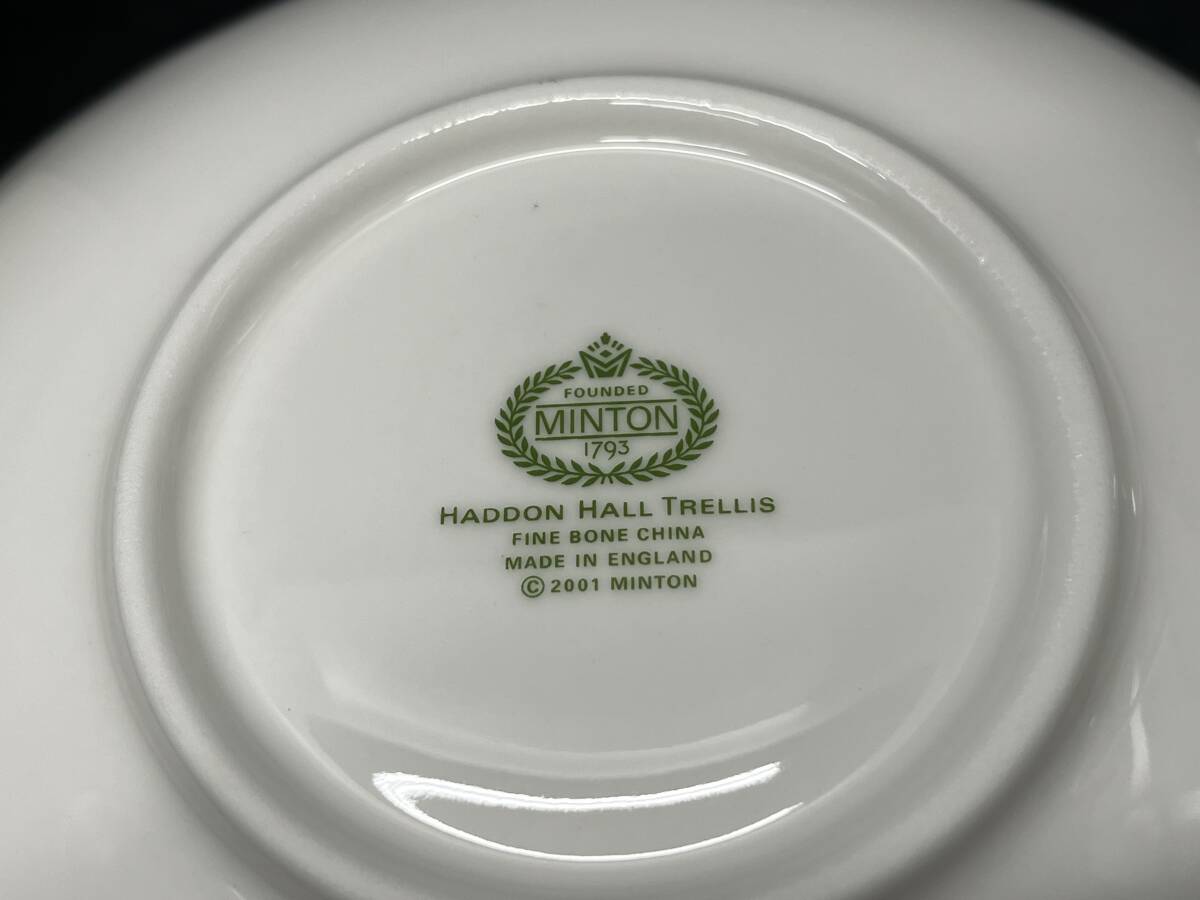 FOUNDED
MINTON
1793
HADDON HALL TRELLIS
FINE BONE CHINA
MADE IN ENGLAND
© 2001 MINTON